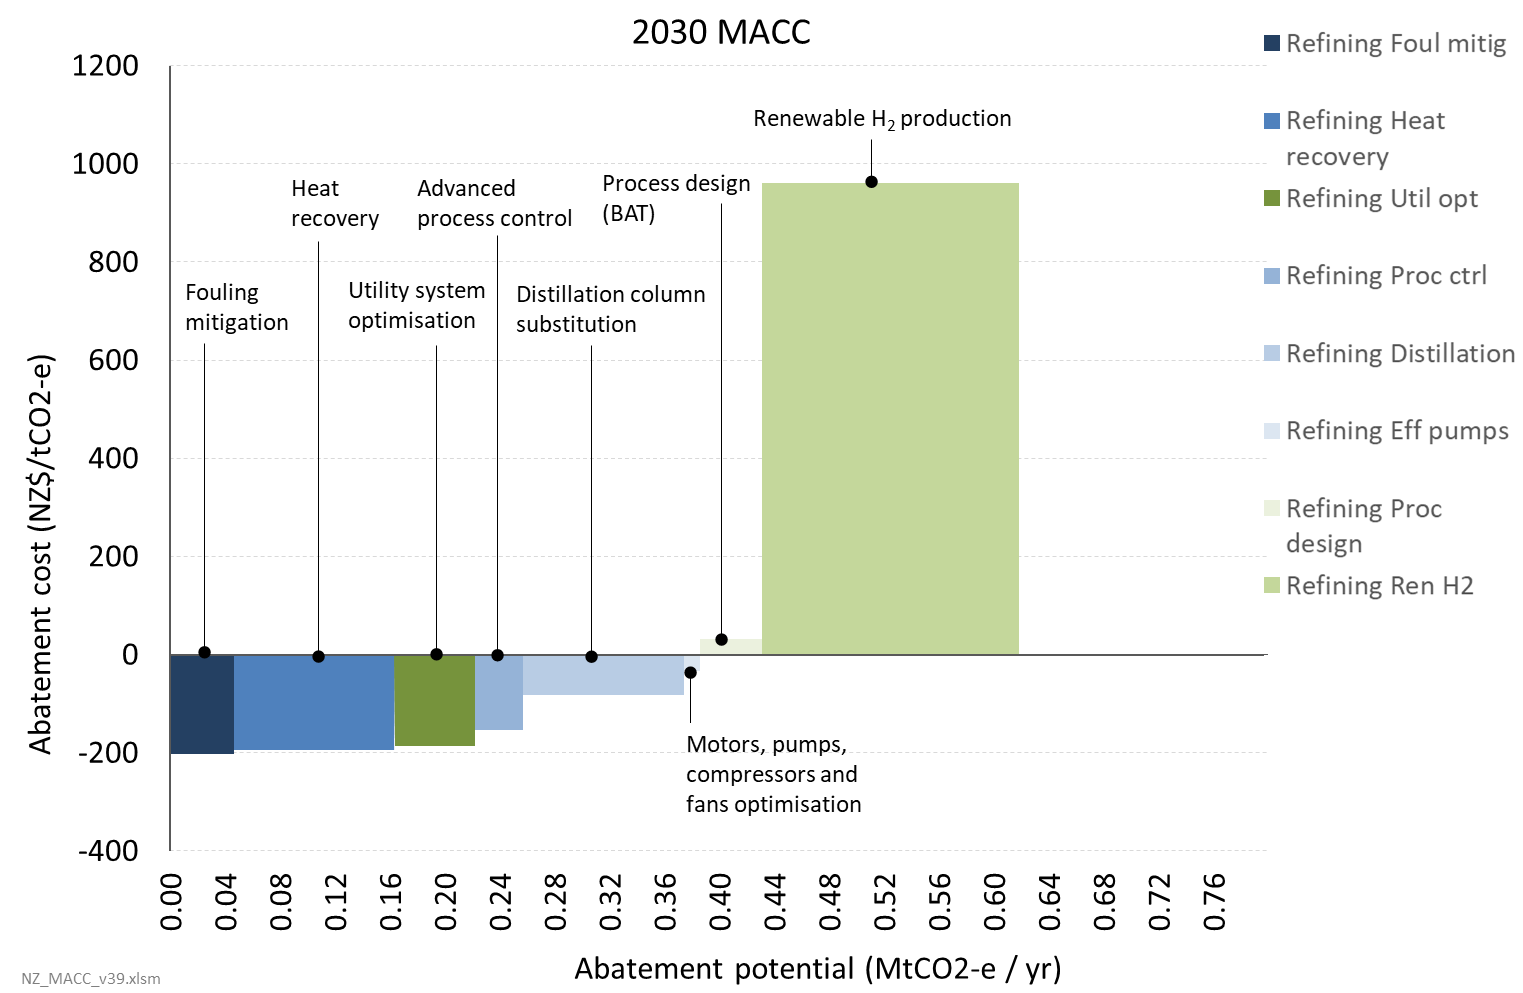 2030 MACC
Abatement cost (NZ$/tCO2-e)
1200
1000
800
600
400
200
0
-200
-400
Fouling
mitigation
Heat
recovery
Utility system
optimisation
Advanced
process control
Distillation column
substitution
Process design
(BAT)
Renewable H₂ production
Motors, pumps,
compressors and
fans optimisation
0.00
0.04
0.08
0.12
0.16
0.20
0.24
0.28
0.32
0.36
0.40
0.44
0.48
0.52
0.56
0.60
0.64
0.68
0.72
0.76
Abatement potential (MtCO2-e / yr)
Refining Foul mitig
Refining Heat
recovery
Refining Util opt
Refining Proc ctrl
Refining Distillation
Refining Eff pumps
Refining Proc
design
Refining Ren H2
NZ_MACC_v39.xlsm